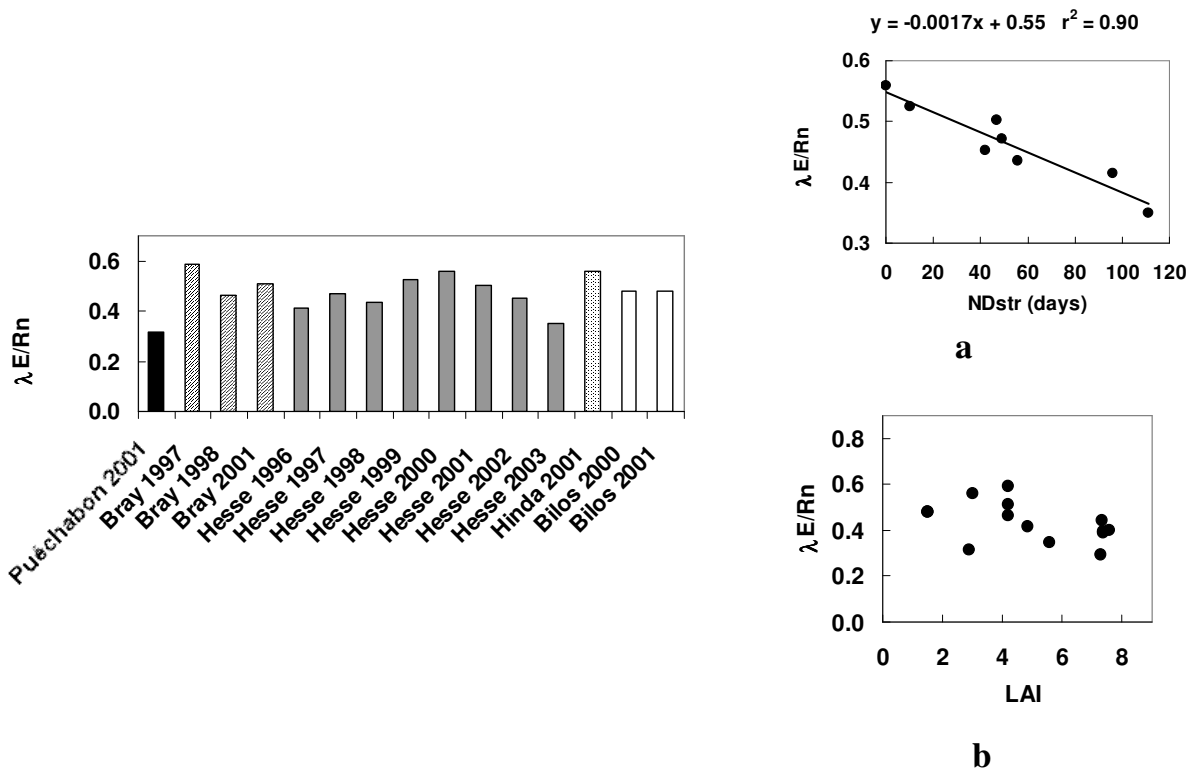 0.6
0.4
0.2
0.0
λ E/Rn
Puéchabon 2001
Bray 1997
Bray 1998
Bray 2001
Hesse 1996
Hesse 1997
Hesse 1998
Hesse 1999
Hesse 2000
Hesse 2001
Hesse 2002
Hesse 2003
Hinda 2001
Bilos 2000
Bilos 2001
y = -0.0017x + 0.55 r² = 0.90
0.6
0.5
0.4
0.3
λ E/Rn
0 20 40 60 80 100 120
NDstr (days)
a
0.8
0.6
0.4
0.2
0.0
λ E/Rn
0 2 4 6 8
LAI
b